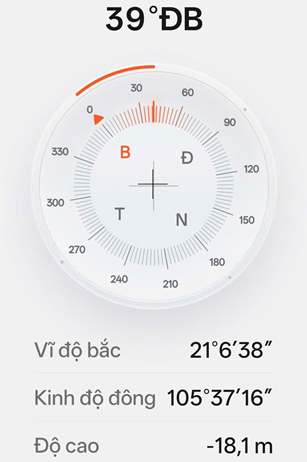 39°ĐB
0
30
60
90
120
150
180
210
240
270
300
330
B
Đ
T
N
Vĩ độ bắc 21°6′38″
Kinh độ đông 105°37′16″
Độ cao -18,1 m